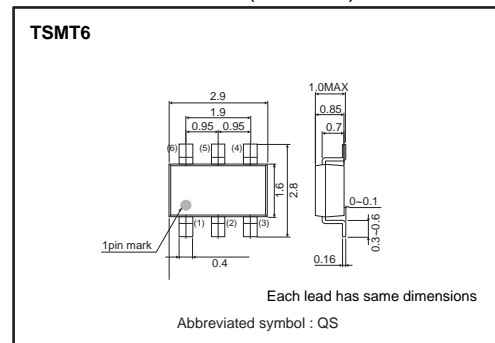 TSMT6
1.0MAX
2.9
0.85
1.9
0.7
0.95 0.95
(6) (5) (4)
1.6
2.8
0~0.1
0.3~0.6
(1) (2) (3)
1pin mark
0.4
0.16
Each lead has same dimensions
Abbreviated symbol : QS